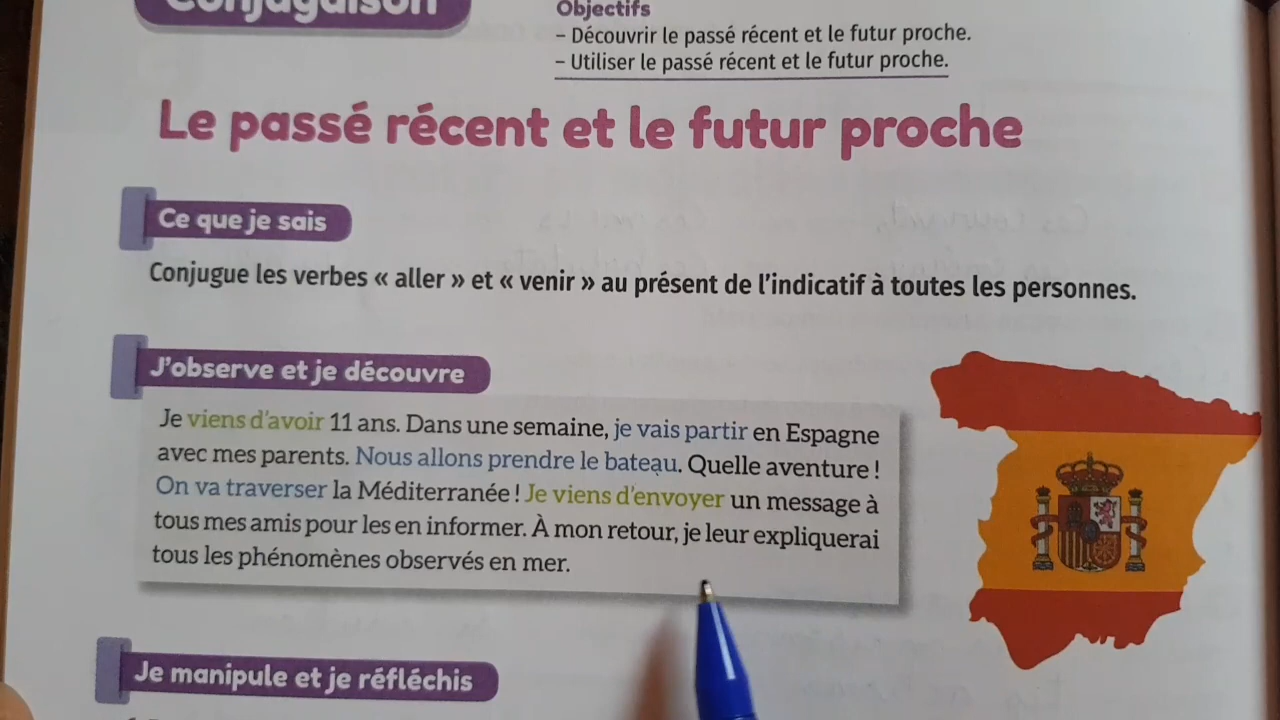 Conjugaison
Objectifs
– Découvrir le passé récent et le futur proche.
– Utiliser le passé récent et le futur proche.
Le passé récent et le futur proche
Ce que je sais
Conjugue les verbes « aller » et « venir » au présent de l'indicatif à toutes les personnes.
J'observe et je découvre
Je viens d'avoir 11 ans. Dans une semaine, je vais partir en Espagne
avec mes parents. Nous allons prendre le bateau. Quelle aventure !
On va traverser la Méditerranée ! Je viens d'envoyer un message à
tous mes amis pour les en informer. À mon retour, je leur expliquerai
tous les phénomènes observés en mer.
Je manipule et je réfléchis